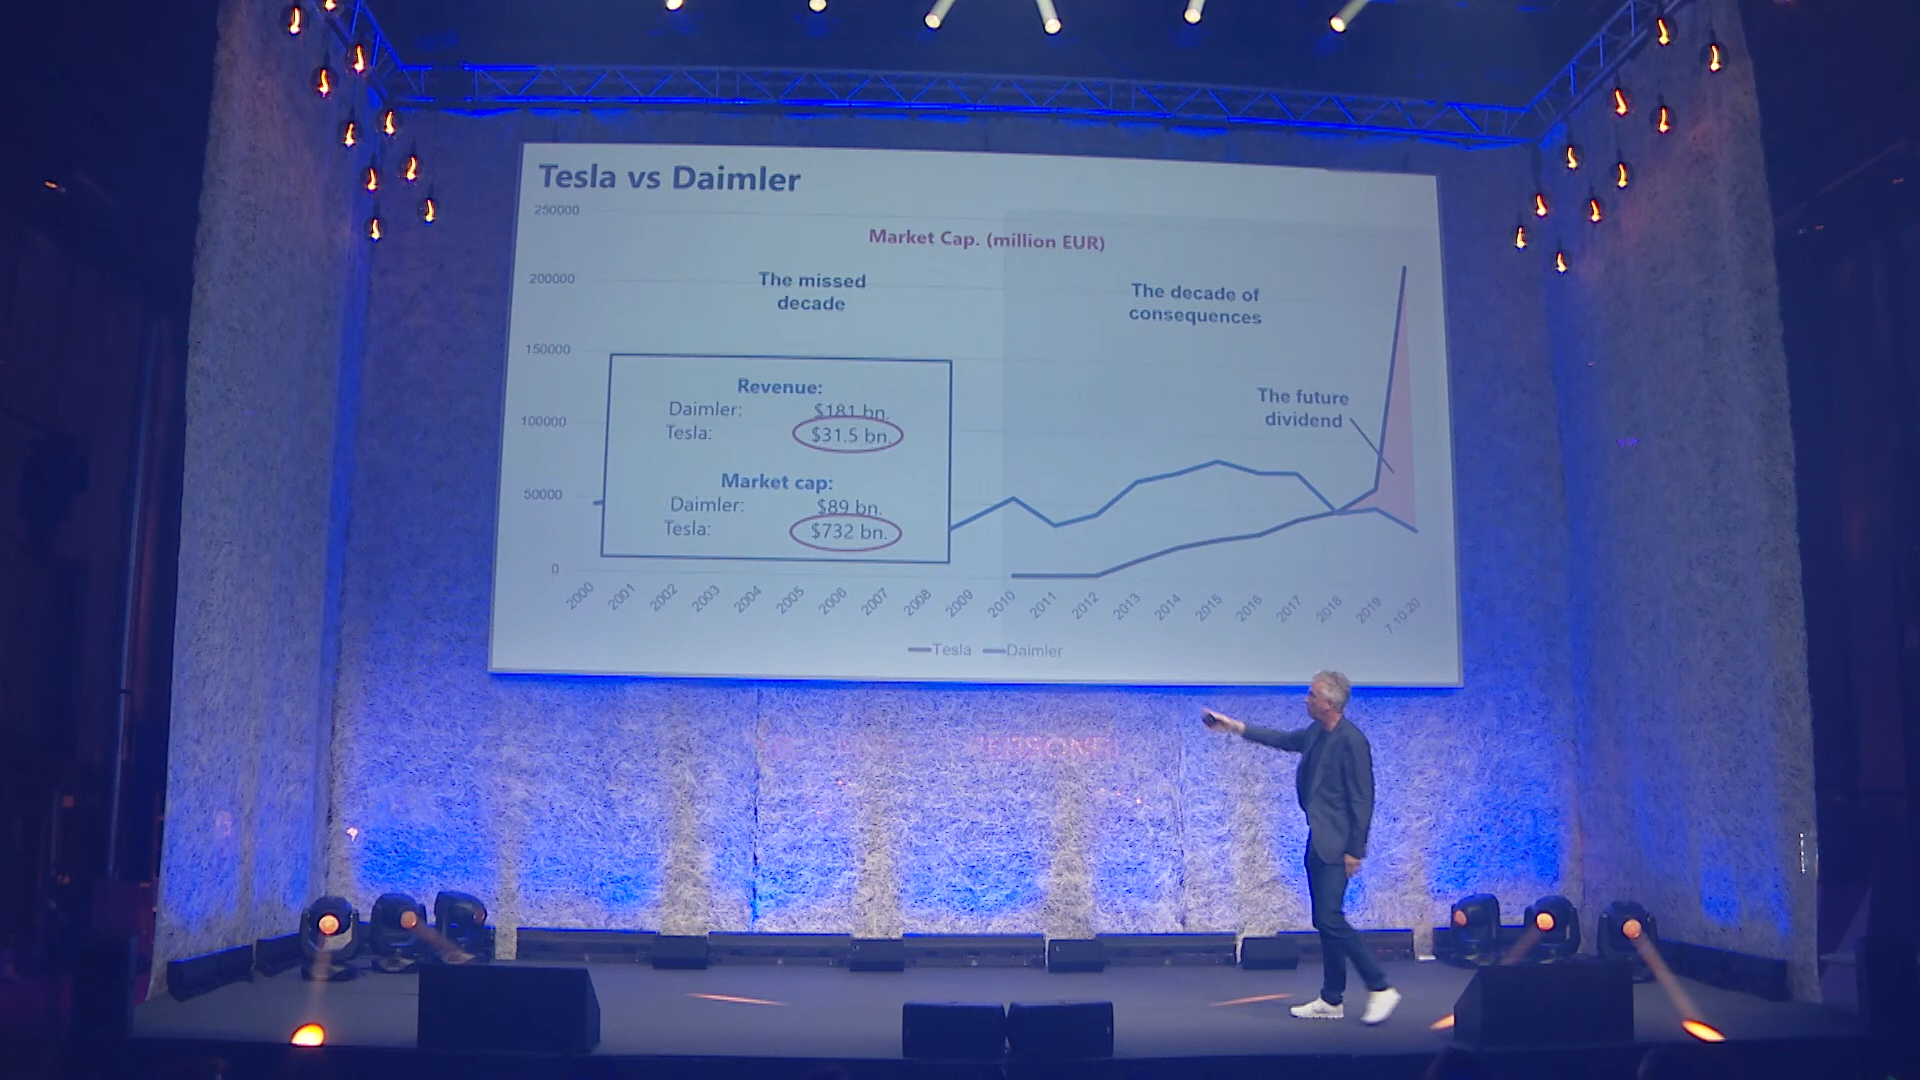 Tesla vs Daimler
Market Cap. (million EUR)
250000
200000
150000
100000
50000
0
The missed
decade
The decade of
consequences
The future
dividend
Revenue:
Daimler: $181 bn.
Tesla: $31.5 bn.
Market cap:
Daimler: $89 bn.
Tesla: $732 bn.
2000 2001 2002 2003 2004 2005 2006 2007 2008 2009 2010 2011 2012 2013 2014 2015 2016 2017 2018 2019 7.10.20
Tesla Daimler